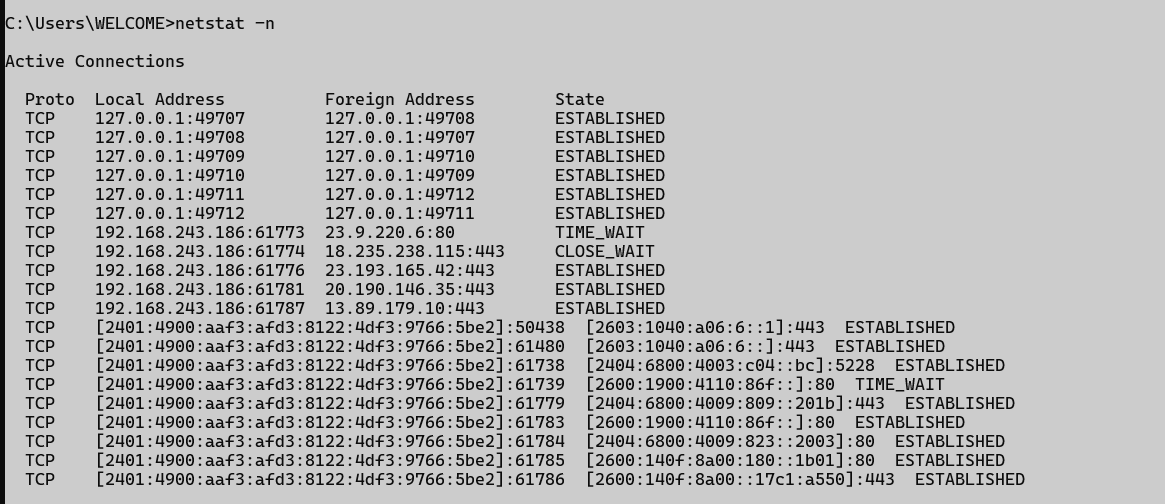 C:\Users\WELCOME>netstat -n
Active Connections
Proto  Local Address          Foreign Address        State
TCP    127.0.0.1:49707        127.0.0.1:49708        ESTABLISHED
TCP    127.0.0.1:49708        127.0.0.1:49707        ESTABLISHED
TCP    127.0.0.1:49709        127.0.0.1:49710        ESTABLISHED
TCP    127.0.0.1:49710        127.0.0.1:49709        ESTABLISHED
TCP    127.0.0.1:49711        127.0.0.1:49712        ESTABLISHED
TCP    127.0.0.1:49712        127.0.0.1:49711        ESTABLISHED
TCP    192.168.243.186:61773  23.9.220.6:80          TIME_WAIT
TCP    192.168.243.186:61774  18.235.238.115:443     CLOSE_WAIT
TCP    192.168.243.186:61776  23.193.165.42:443      ESTABLISHED
TCP    192.168.243.186:61781  20.190.146.35:443      ESTABLISHED
TCP    192.168.243.186:61787  13.89.179.10:443       ESTABLISHED
TCP    [2401:4900:aaf3:afd3:8122:4df3:9766:5be2]:50438  [2603:1040:a06:6::1]:443  ESTABLISHED
TCP    [2401:4900:aaf3:afd3:8122:4df3:9766:5be2]:61480  [2603:1040:a06:6::]:443  ESTABLISHED
TCP    [2401:4900:aaf3:afd3:8122:4df3:9766:5be2]:61738  [2404:6800:4003:c04::bc]:5228  ESTABLISHED
TCP    [2401:4900:aaf3:afd3:8122:4df3:9766:5be2]:61739  [2600:1900:4110:86f::]:80  TIME_WAIT
TCP    [2401:4900:aaf3:afd3:8122:4df3:9766:5be2]:61779  [2404:6800:4009:809::201b]:443  ESTABLISHED
TCP    [2401:4900:aaf3:afd3:8122:4df3:9766:5be2]:61783  [2600:1900:4110:86f::]:80  ESTABLISHED
TCP    [2401:4900:aaf3:afd3:8122:4df3:9766:5be2]:61784  [2404:6800:4009:823::2003]:80  ESTABLISHED
TCP    [2401:4900:aaf3:afd3:8122:4df3:9766:5be2]:61785  [2600:140f:8a00:180::1b01]:80  ESTABLISHED
TCP    [2401:4900:aaf3:afd3:8122:4df3:9766:5be2]:61786  [2600:140f:8a00::17c1:a550]:443  ESTABLISHED